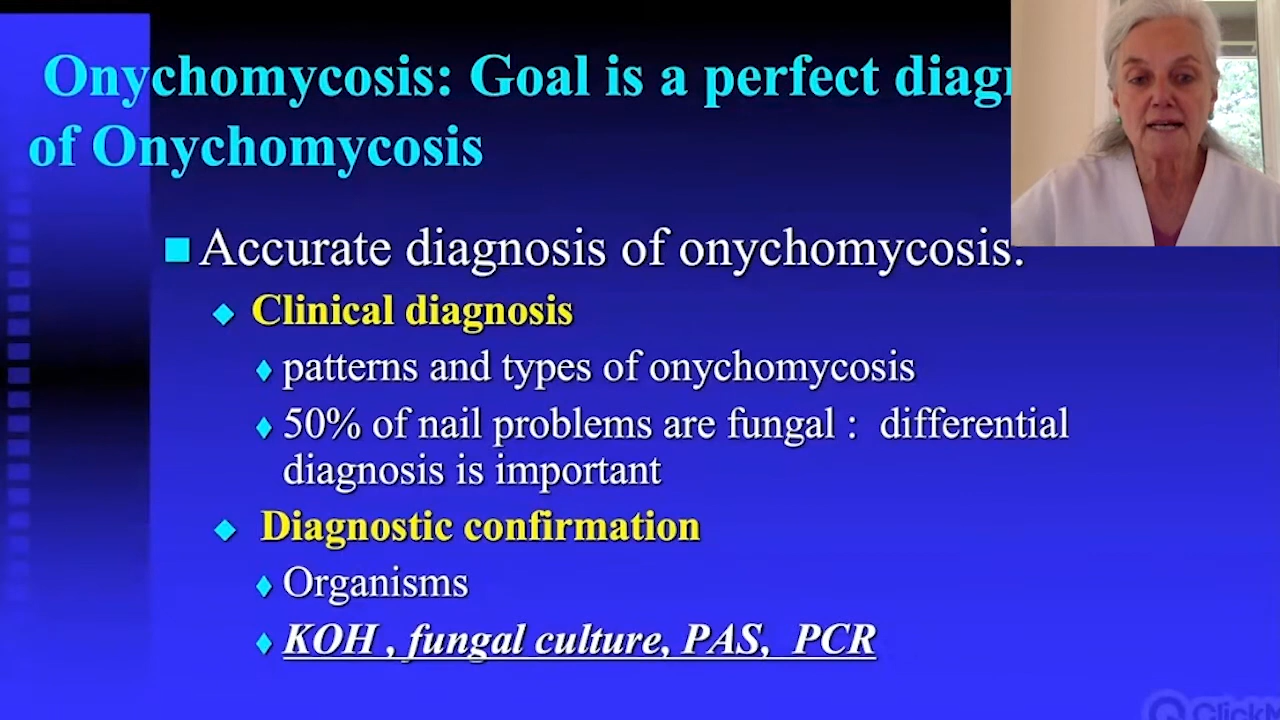 Onychomycosis: Goal is a perfect
of Onychomycosis
Accurate diagnosis of onychomycosis:
Clinical diagnosis
patterns and types of onychomycosis
50% of nail problems are fungal : differential
diagnosis is important
Diagnostic confirmation
Organisms
KOH , fungal culture, PAS, PCR